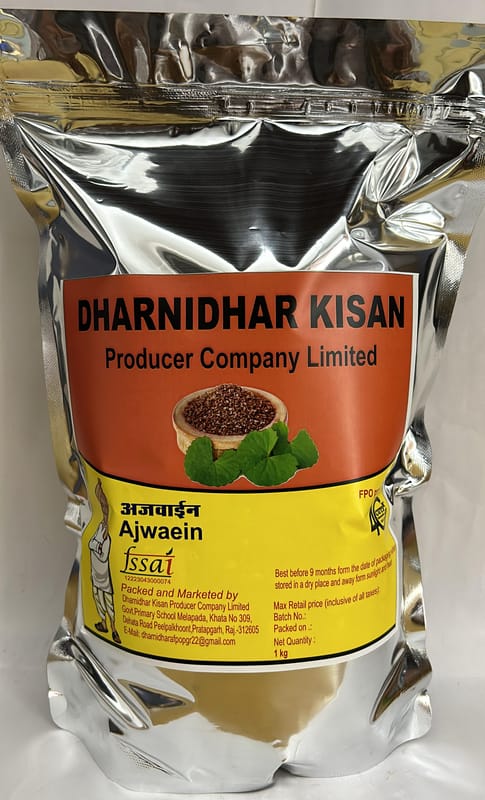 DHARNIDHAR KISAN
Producer Company Limited
अजवाईन
Ajwaein
fssai
12223043000074
Packed and Marketed by
Dharnidhar Kisan Producer Company Limited
Govt.Primary School Melapada, Khata No 309,
Dehata Road Peelpalkhoont,Pratapgarh, Raj.-312605
E-Mail: dharnidharafpopgr22@gmail.com
FPO
Best before 9 months form the date of packaging
stored in a dry place and away form sunlight and
Max Retail price (inclusive of all taxes):
Batch No.:
Packed on .:
Net Quantity :
1 kg